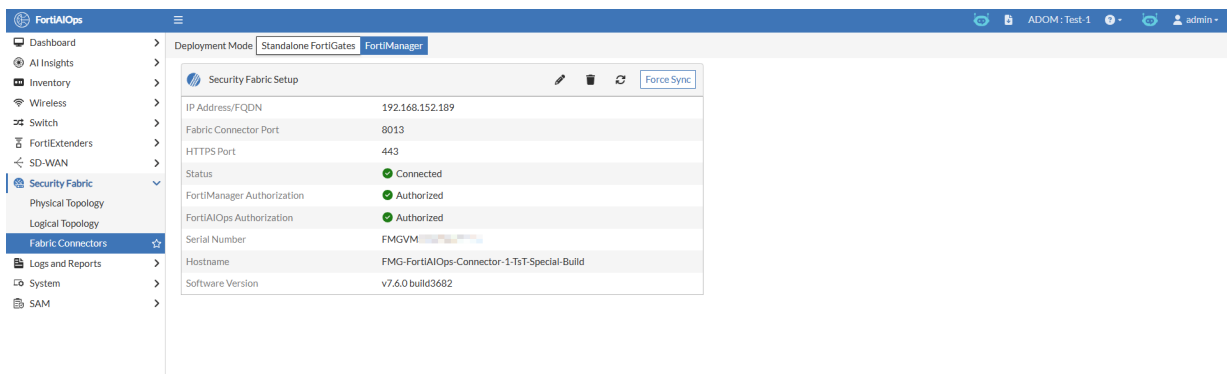 FortiAIOps
ADOM : Test-1
admin
Dashboard
AI Insights
Inventory
Wireless
Switch
FortiExtenders
SD-WAN
Security Fabric
Physical Topology
Logical Topology
Fabric Connectors
Logs and Reports
System
SAM
Deployment Mode Standalone FortiGates FortiManager
Security Fabric Setup Force Sync
IP Address/FQDN 192.168.152.189
Fabric Connector Port 8013
HTTPS Port 443
Status Connected
FortiManager Authorization Authorized
FortiAIOps Authorization Authorized
Serial Number FMGVM
Hostname FMG-FortiAIOps-Connector-1-TsT-Special-Build
Software Version v7.6.0 build3682